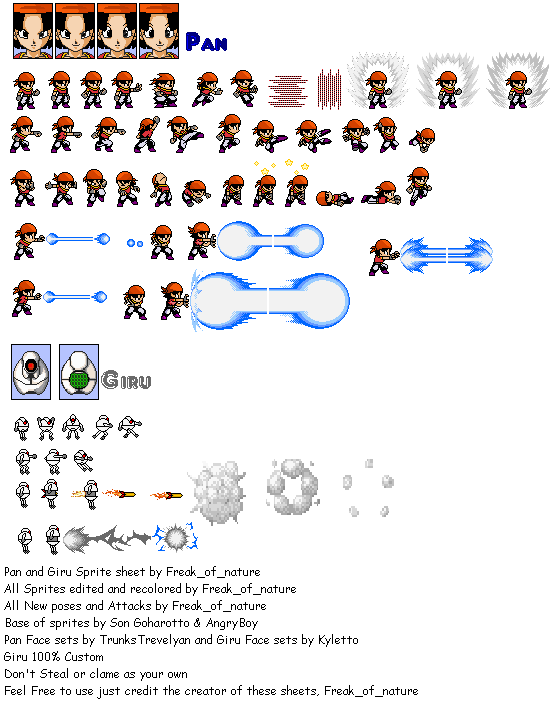 Pan
Giru
Pan and Giru Sprite sheet by Freak_of_nature
All Sprites edited and recolored by Freak_of_nature
All New poses and Attacks by Freak_of_nature
Base of sprites by Son Goharotto & AngryBoy
Pan Face sets by TrunksTrevelyan and Giru Face sets by Kyletto
Giru 100% Custom
Don't Steal or clame as your own
Feel Free to use just credit the creator of these sheets, Freak_of_nature